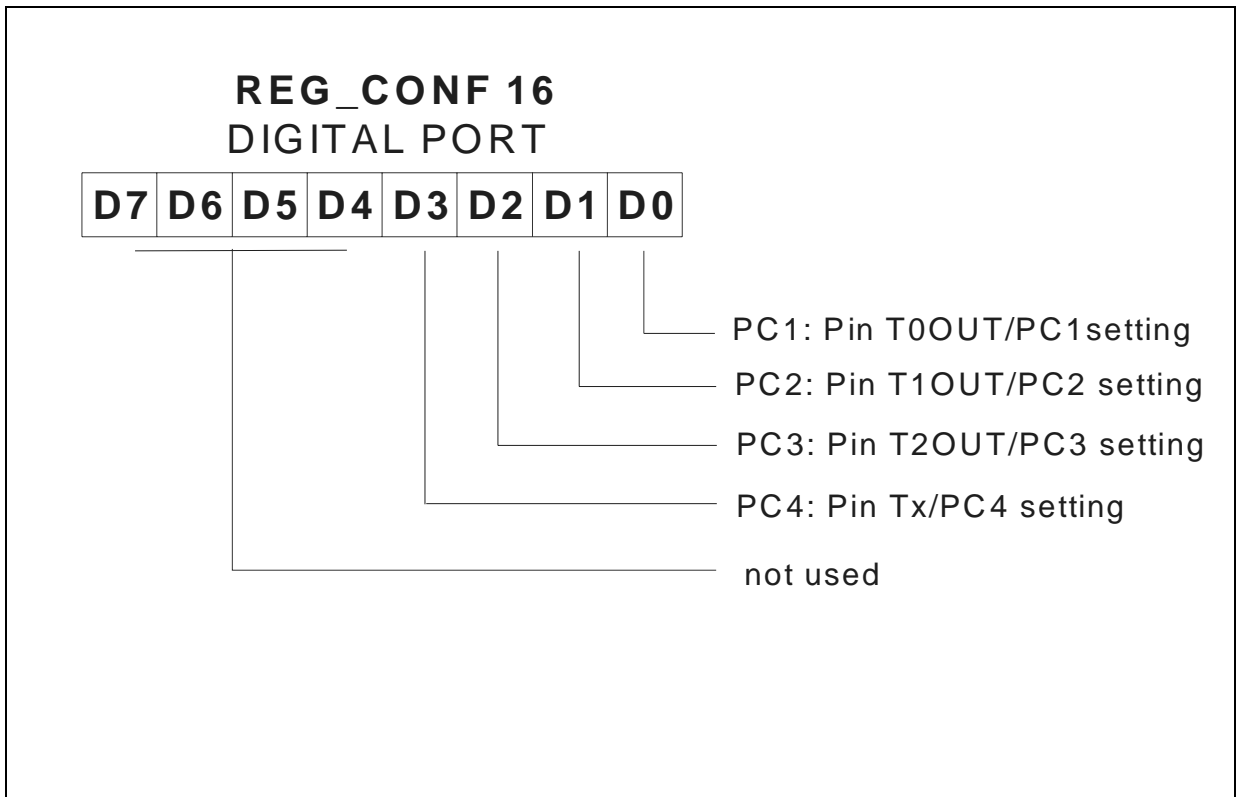 REG_CONF 16
DIGITAL PORT
D7 D6 D5 D4 D3 D2 D1 D0
PC1: Pin T0OUT/PC1setting
PC2: Pin T1OUT/PC2 setting
PC3: Pin T2OUT/PC3 setting
PC4: Pin Tx/PC4 setting
not used